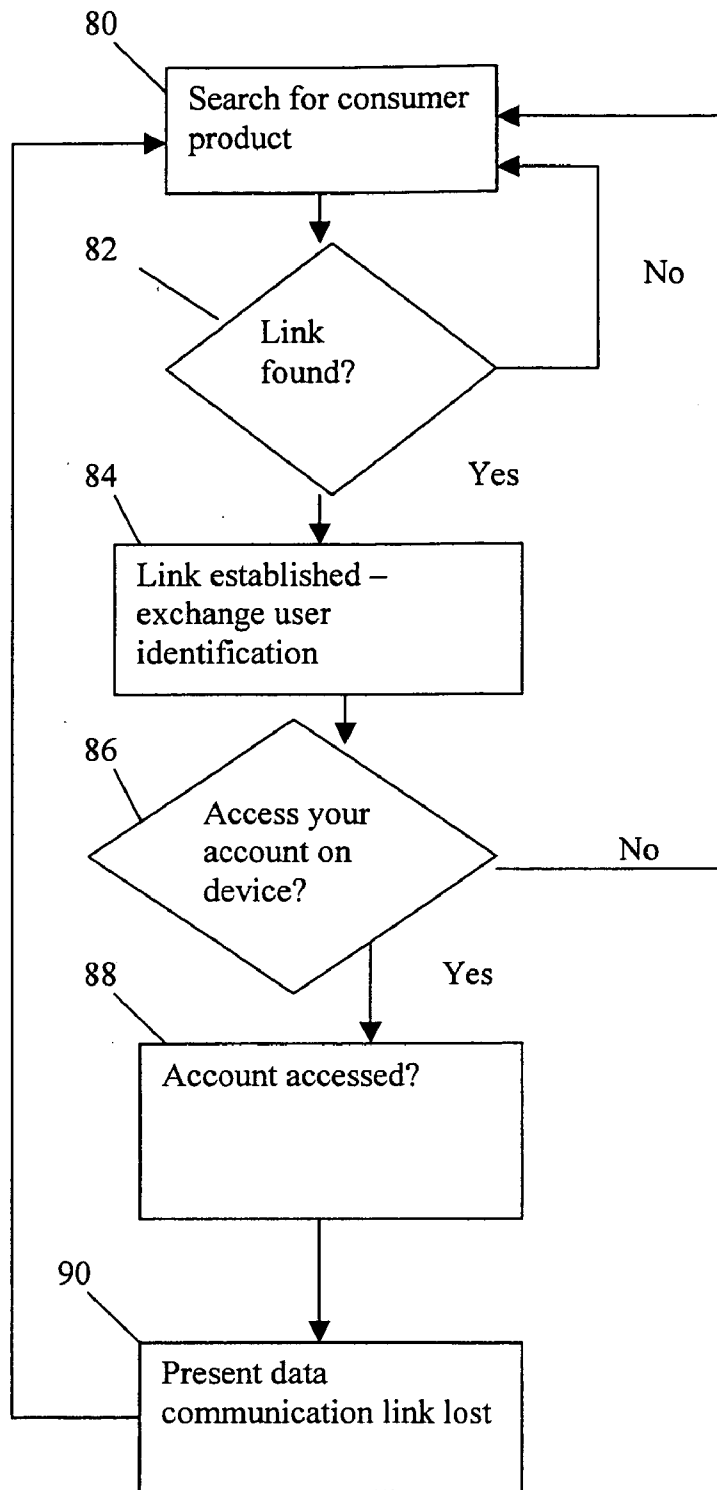 80
Search for consumer
product
82
Link
found?
No
Yes
84
Link established –
exchange user
identification
86
Access your
account on
device?
No
Yes
88
Account accessed?
90
Present data
communication link lost